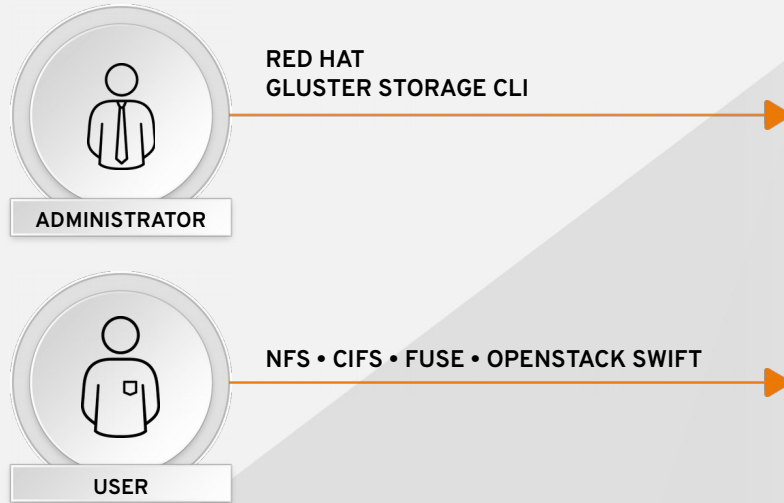 RED HAT
GLUSTER STORAGE CLI
ADMINISTRATOR
NFS • CIFS • FUSE • OPENSTACK SWIFT
USER